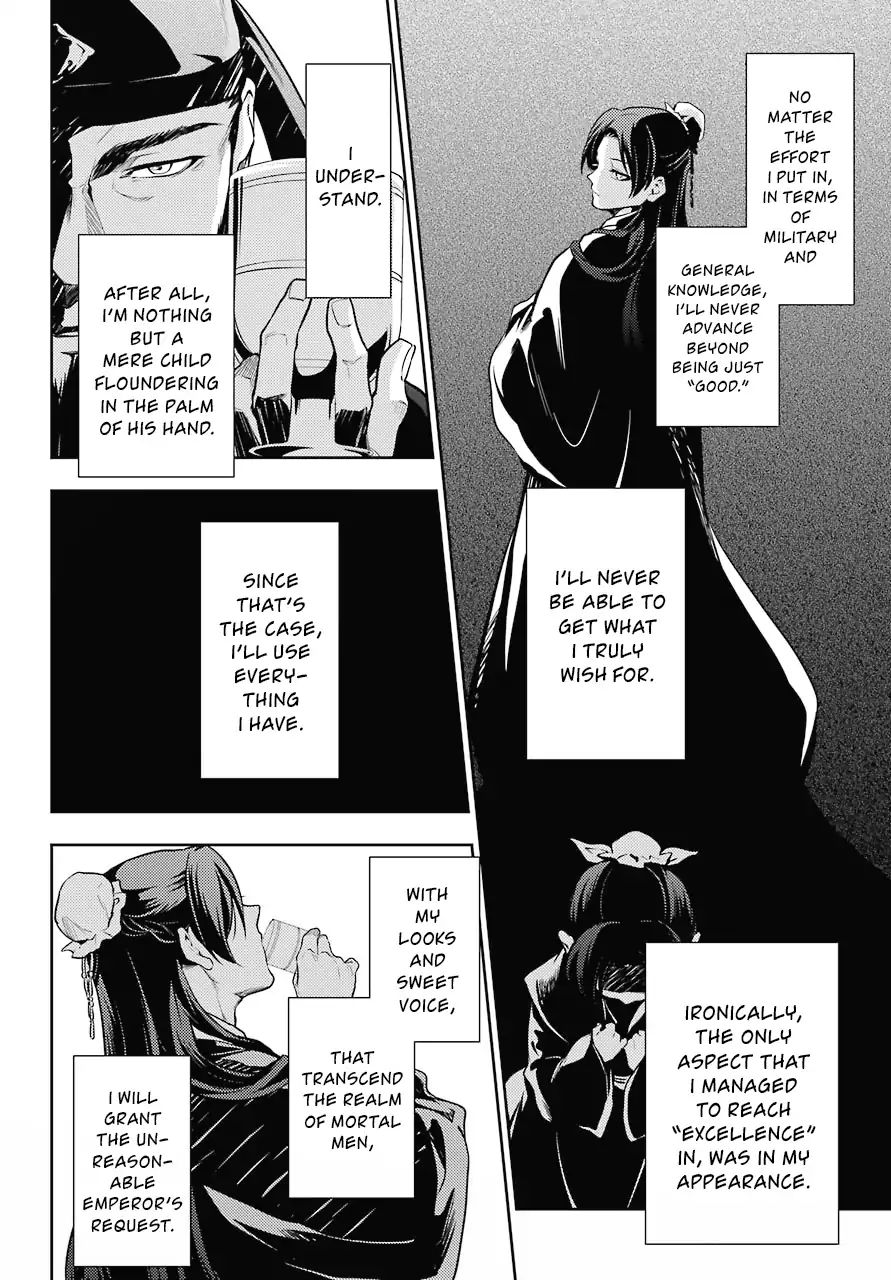 NO
MATTER
THE
EFFORT
I PUT IN,
IN TERMS
OF
MILITARY
AND
GENERAL
KNOWLEDGE,
I'LL NEVER
ADVANCE
BEYOND
BEING JUST
"GOOD."
I'LL NEVER
BE ABLE TO
GET WHAT
I TRULY
WISH FOR.
IRONICALLY,
THE ONLY
ASPECT THAT
I MANAGED
TO REACH
"EXCELLENCE"
IN, WAS IN MY
APPEARANCE.
I
UNDER-
STAND.
AFTER ALL,
I'M NOTHING
BUT A
MERE CHILD
FLOUNDERING
IN THE PALM
OF HIS HAND.
SINCE
THAT'S
THE CASE,
I'LL USE
EVERY-
THING
I HAVE.
WITH
MY
LOOKS
AND
SWEET
VOICE,
THAT
TRANSCEND
THE REALM
OF MORTAL
MEN,
I WILL
GRANT
THE UN-
REASON-
ABLE
EMPEROR'S
REQUEST.